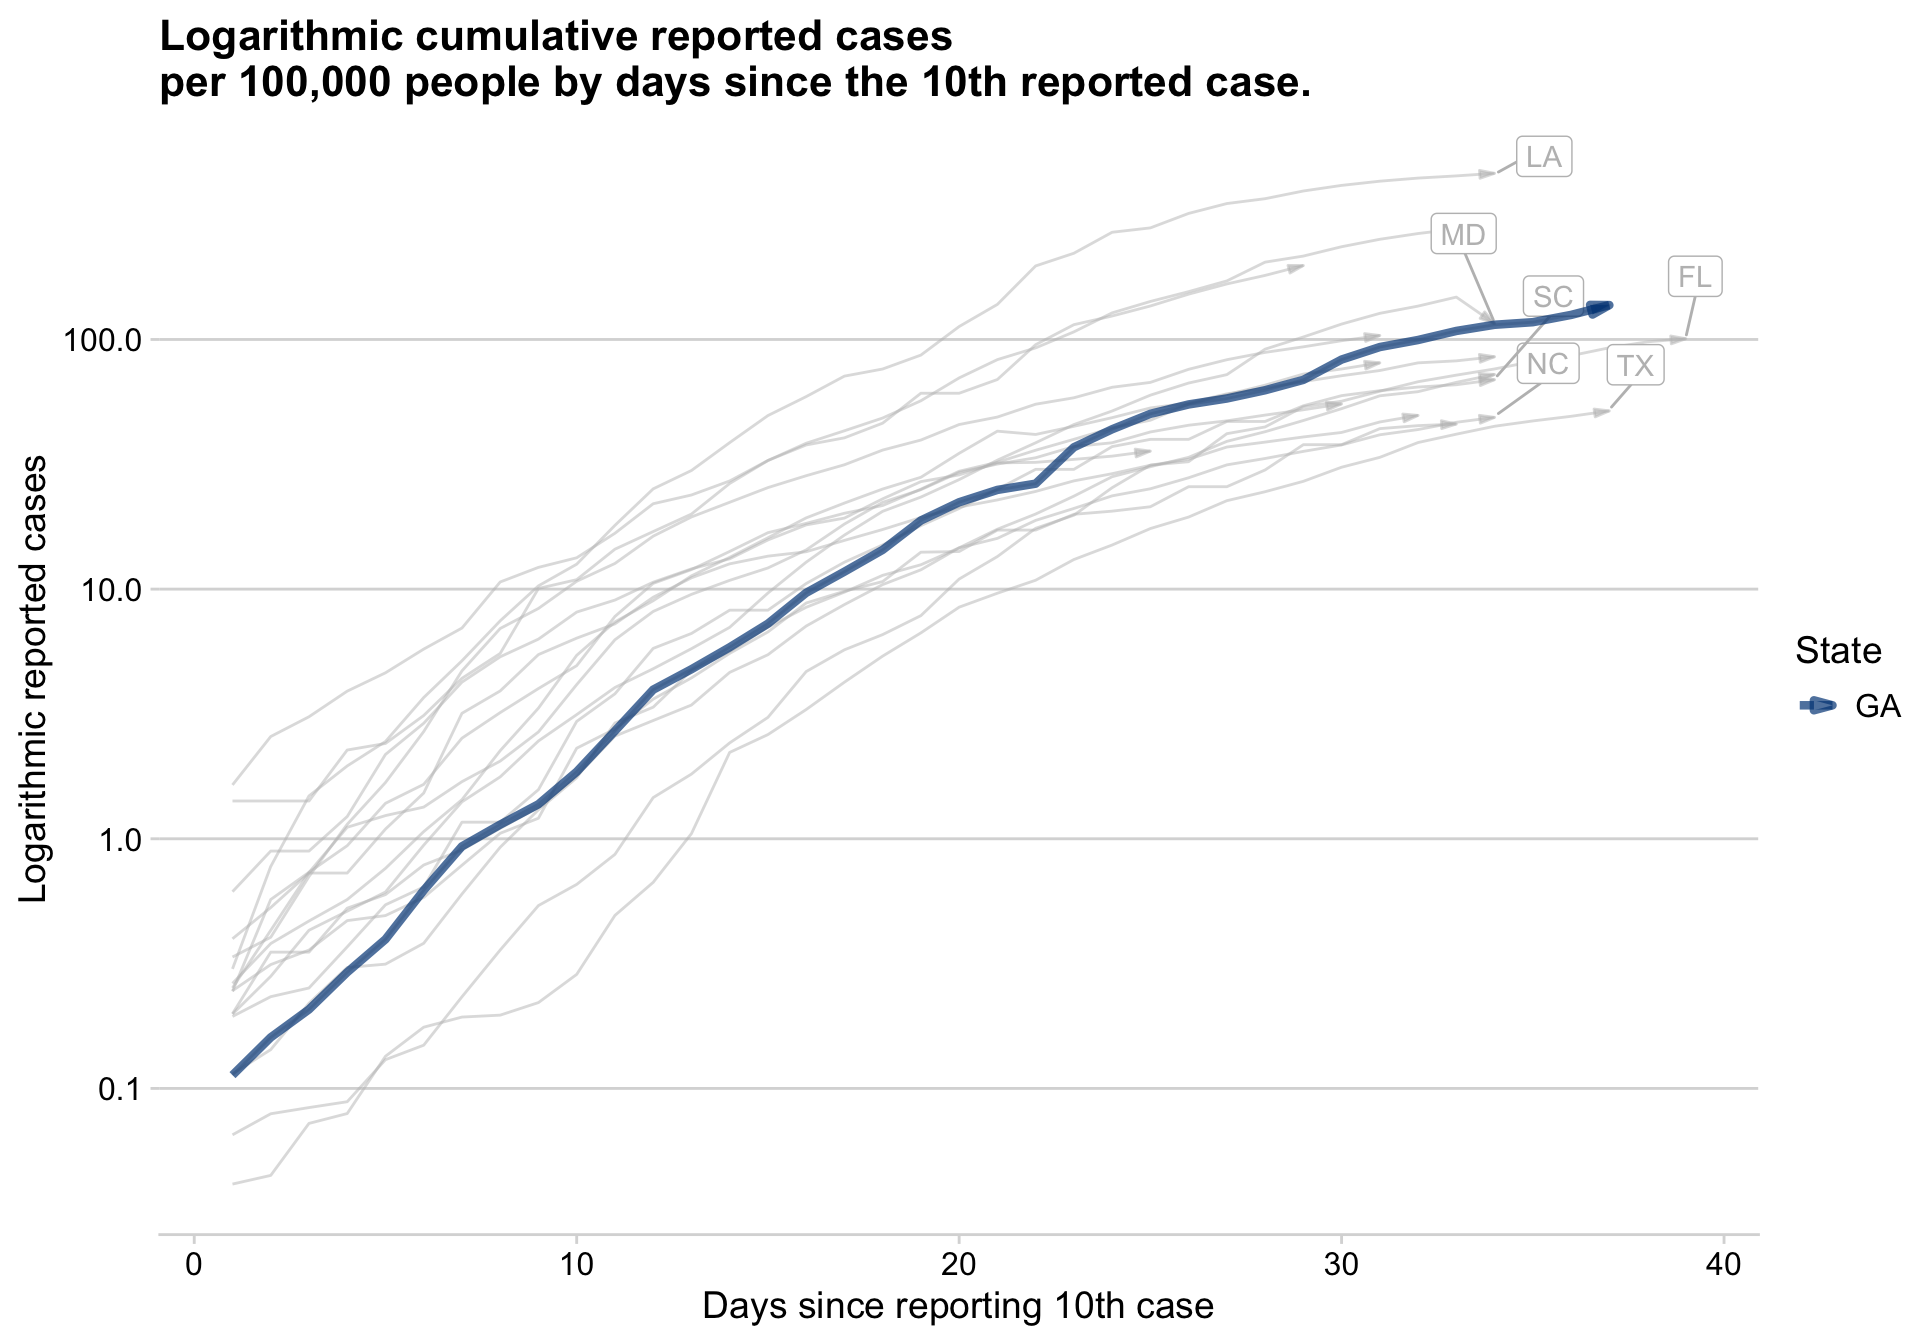 Logarithmic cumulative reported cases
per 100,000 people by days since the 10th reported case.
LA
MD
FL
SC
NC
TX
100.0
10.0
1.0
0.1
Logarithmic reported cases
State
GA
0
10
20
30
40
Days since reporting 10th case